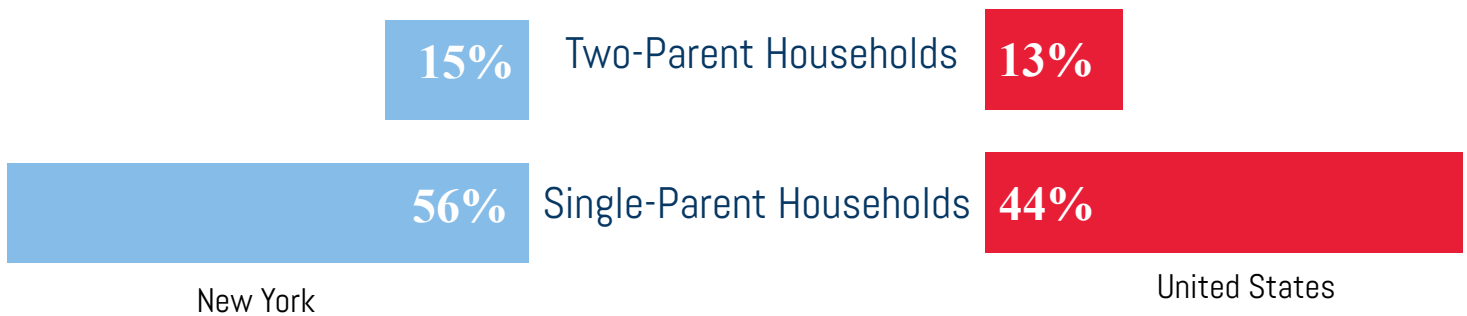 15% Two-Parent Households 13%
56% Single-Parent Households 44%
New York United States